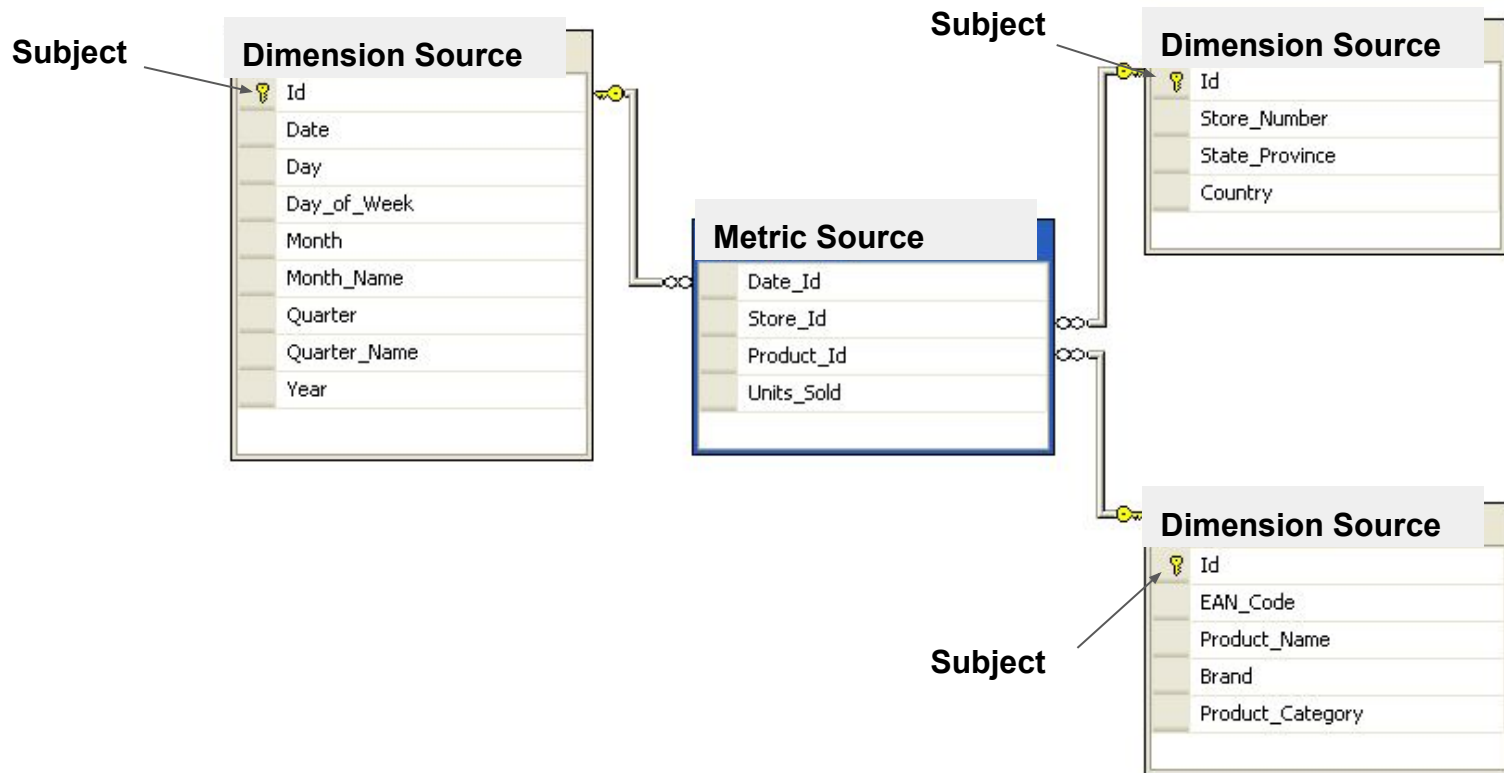 Subject
Dimension Source
Id
Date
Day
Day_of_Week
Month
Month_Name
Quarter
Quarter_Name
Year
Metric Source
Date_Id
Store_Id
Product_Id
Units_Sold
Subject
Dimension Source
Id
Store_Number
State_Province
Country
Subject
Dimension Source
Id
EAN_Code
Product_Name
Brand
Product_Category